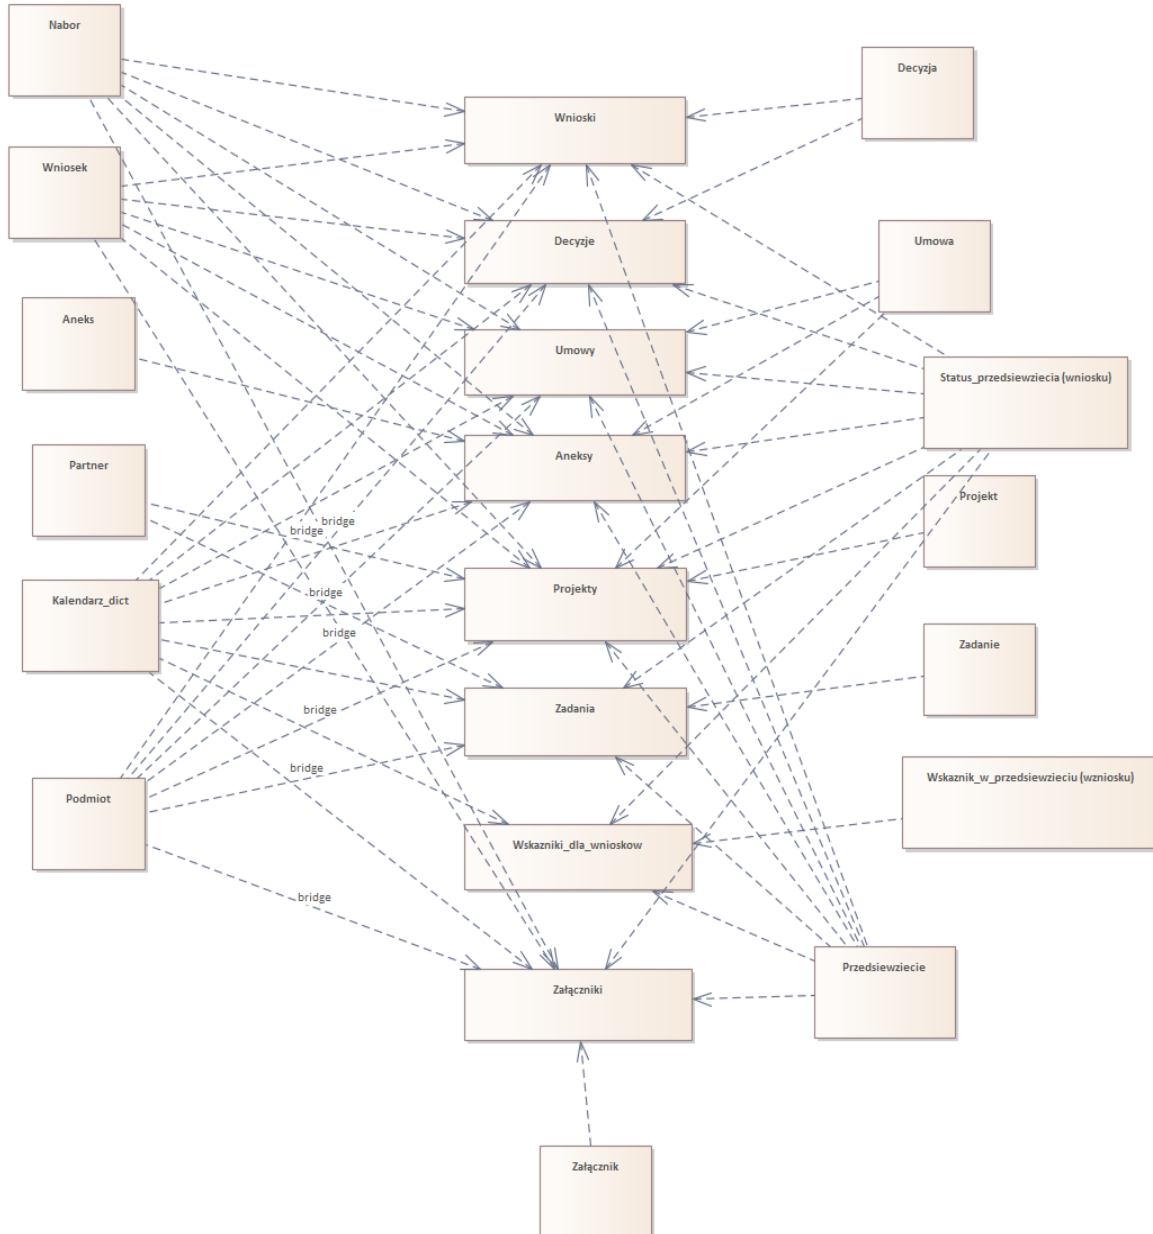 Nabor
Decyzja
Wnioski
Wniosek
Decyzje
Umowa
Aneks
Umowy
Status_przedsiewziecia (wniosku)
Aneksy
Partner
Projekt
bridge
bridge
Projekty
Kalendarz_dict
bridge
bridge
Zadanie
Zadania
bridge
bridge
Wskaznik_w_przedsiewzieciu (wzniosku)
Podmiot
Wskazniki_dla_wnioskow
bridge
Przedsiewziecie
Załączniki
Załącznik